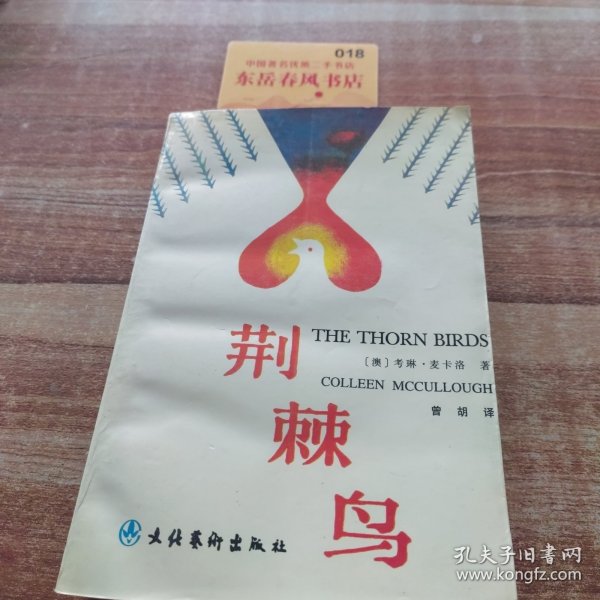 018
中国著名优质二手书店
东岳春风书店
THE THORN BIRDS
〔澳〕考琳·麦卡洛 著
COLLEEN MCCULLOUGH
曾胡译
荆棘鸟
文化艺術出版社
孔夫子旧书网
www.kongfz.com